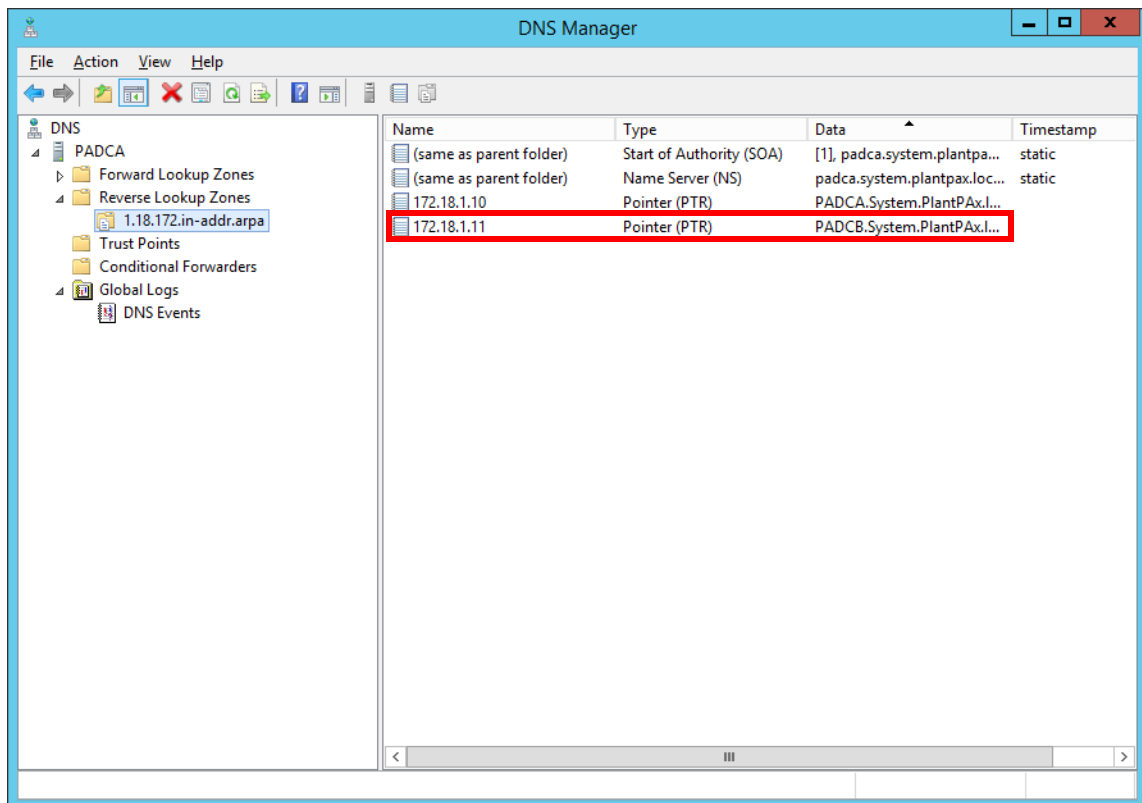 DNS Manager
File Action View Help
DNS
PADCA
Forward Lookup Zones
Reverse Lookup Zones
1.18.172.in-addr.arpa
Trust Points
Conditional Forwarders
Global Logs
DNS Events
Name Type Data Timestamp
(same as parent folder) Start of Authority (SOA) [1], padca.system.plantpa... static
(same as parent folder) Name Server (NS) padca.system.plantpax.loc... static
172.18.1.10 Pointer (PTR) PADCA.System.PlantPAx.l...
172.18.1.11 Pointer (PTR) PADCB.System.PlantPAx.l...